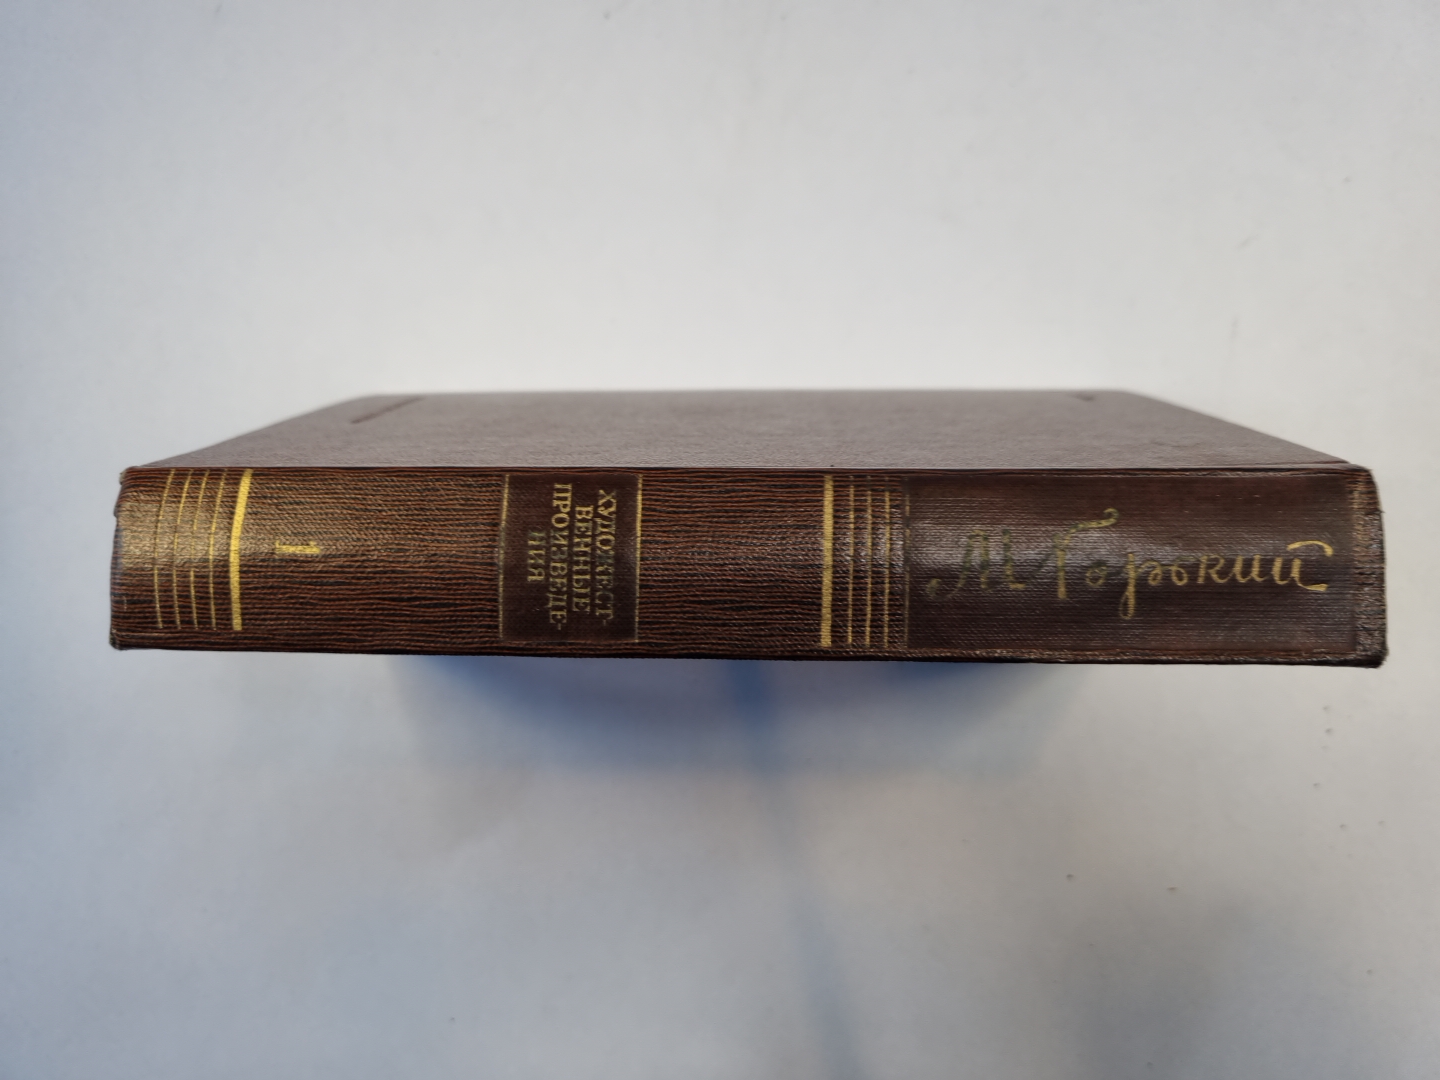 М Горький
ХУДОЖЕСТ-
ВЕННЫЕ
ПРОИЗВЕДЕ-
НИЯ
1